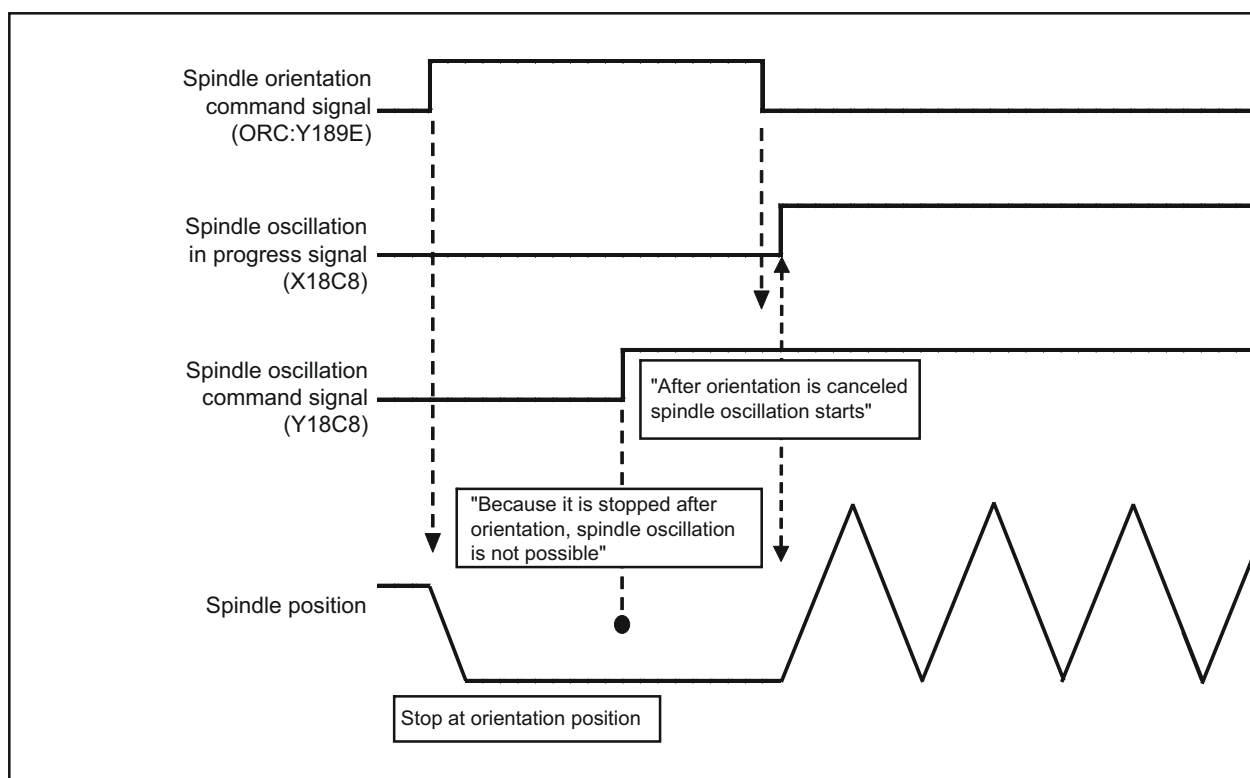 Spindle orientation
command signal
(ORC:Y189E)
Spindle oscillation
in progress signal
(X18C8)
Spindle oscillation
command signal
(Y18C8)
"After orientation is canceled
spindle oscillation starts"
"Because it is stopped after
orientation, spindle oscillation
is not possible"
Spindle position
Stop at orientation position